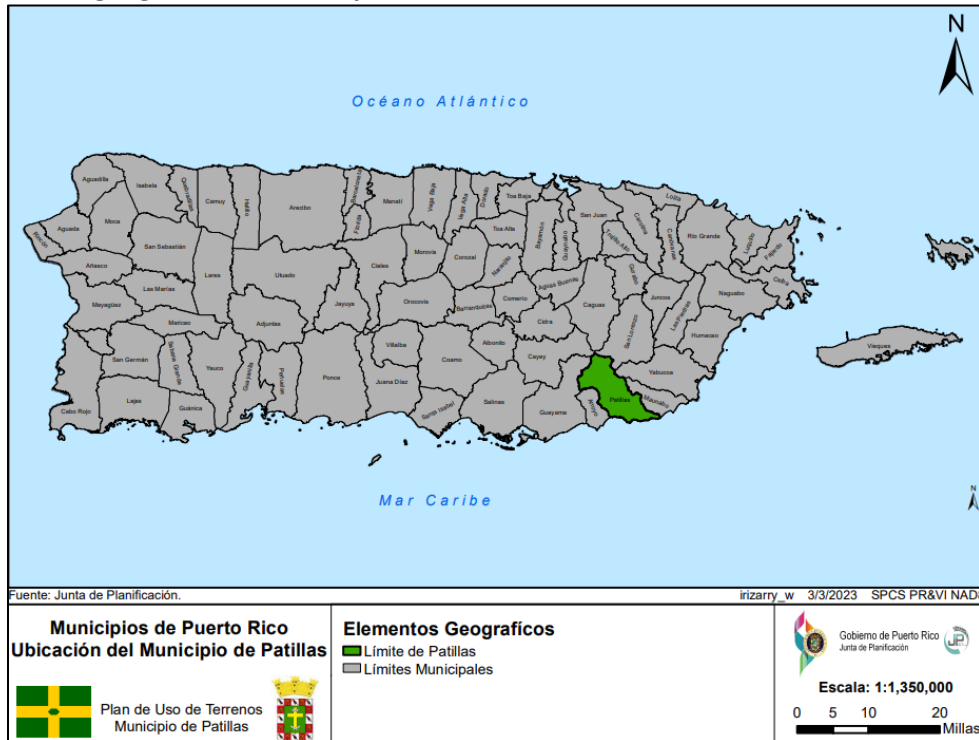 N
Océano Atlántico
Aguadilla
Isabela
Quebradillas
Camuy
Hatillo
Arecibo
Barceloneta
Florida
Manatí
Vega Baja
Vega Alta
Dorado
Toa Baja
Toa Alta
Bayamón
Guaynabo
San Juan
Trujillo Alto
Carolina
Loíza
Canóvanas
Río Grande
Luquillo
Fajardo
Ceiba
Moca
Aguada
Rincón
Añasco
San Sebastián
Lares
Utuado
Ciales
Morovis
Corozal
Naranjito
Aguas Buenas
Gurabo
Juncos
Las Piedras
Naguabo
Humacao
Mayagüez
Las Marías
Maricao
Adjuntas
Jayuya
Orocovis
Barranquitas
Comerío
Cidra
Caguas
San Lorenzo
Yabucoa
Vieques
San Germán
Sabana Grande
Yauco
Guayanilla
Peñuelas
Ponce
Villalba
Juana Díaz
Coamo
Aibonito
Cayey
Patillas
Maunabo
Cabo Rojo
Lajas
Guánica
Santa Isabel
Salinas
Guayama
Arroyo
Mar Caribe
N
Fuente: Junta de Planificación.
irizarry_w 3/3/2023 SPCS PR&VI NAD
Municipios de Puerto Rico
Ubicación del Municipio de Patillas
Plan de Uso de Terrenos
Municipio de Patillas
Elementos Geograficos
Límite de Patillas
Límites Municipales
Gobierno de Puerto Rico
Junta de Planificación
JP
Escala: 1:1,350,000
0 5 10 20
Millas